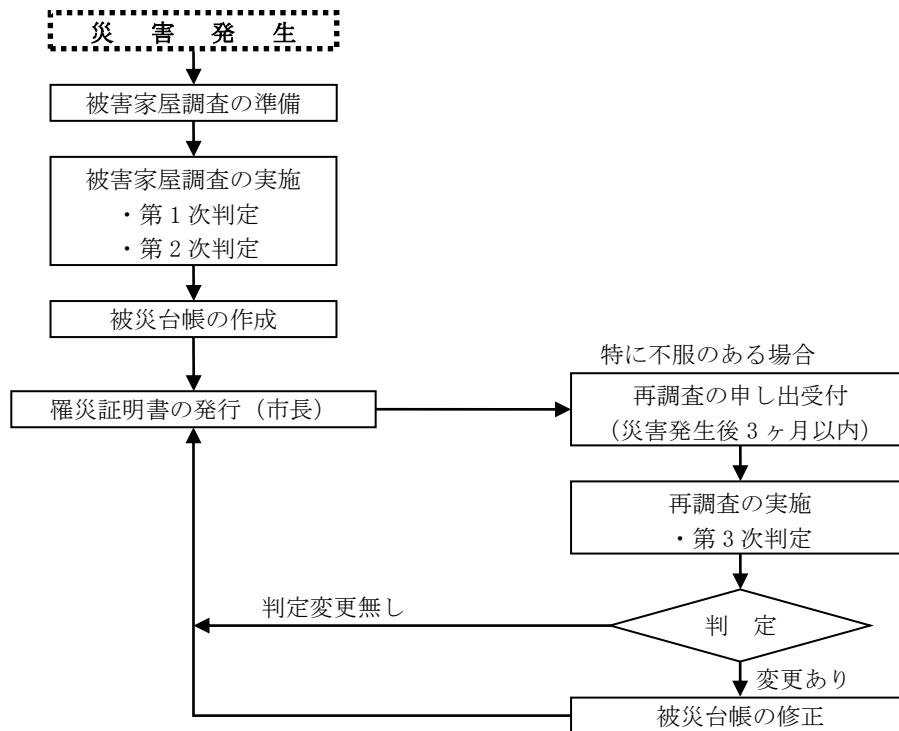 災　害　発　生
被害家屋調査の準備
被害家屋調査の実施
・第１次判定
・第２次判定
被災台帳の作成
罹災証明書の発行（市長）
特に不服のある場合
再調査の申し出受付
（災害発生後３ヶ月以内）
再調査の実施
・第３次判定
判　定
判定変更無し
変更あり
被災台帳の修正